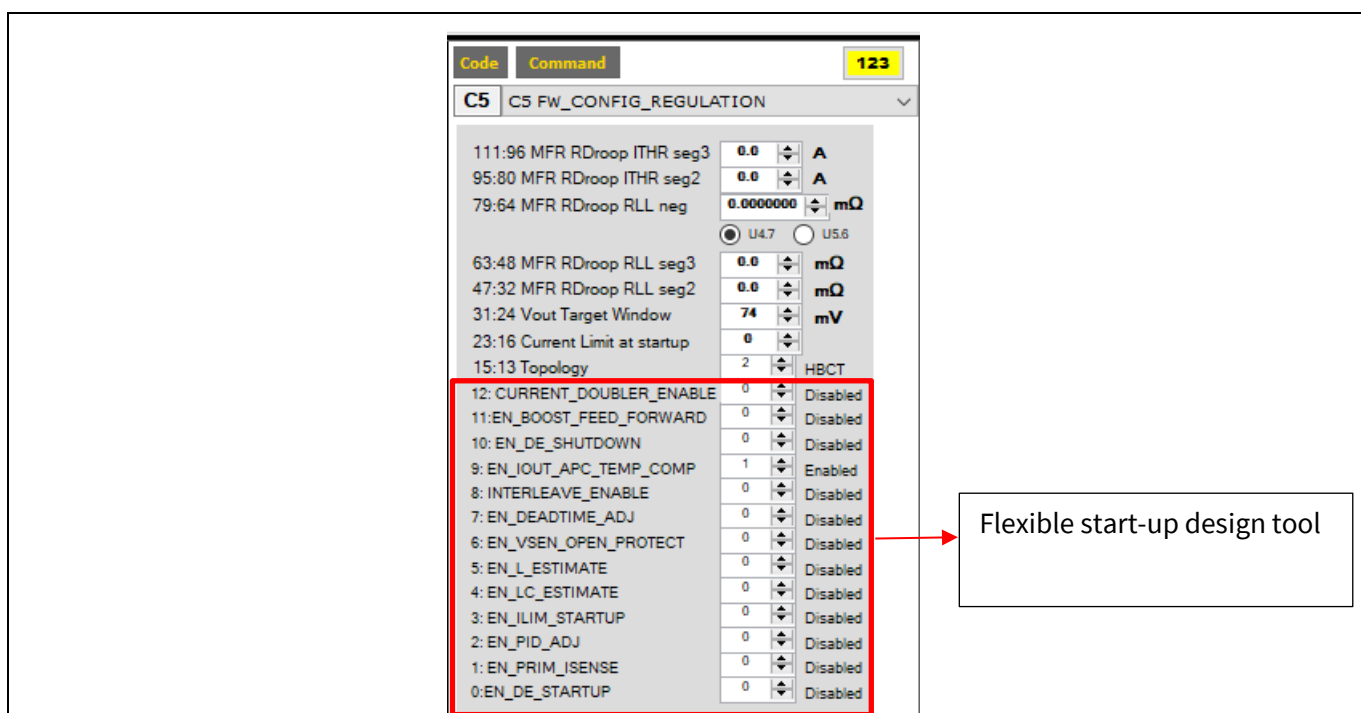 Code Command 123
C5 C5 FW_CONFIG_REGULATION
111:96 MFR RDroop ITHR seg3 0.0 A
95:80 MFR RDroop ITHR seg2 0.0 A
79:64 MFR RDroop RLL neg 0.0000000 mΩ
U4.7 U5.6
63:48 MFR RDroop RLL seg3 0.0 mΩ
47:32 MFR RDroop RLL seg2 0.0 mΩ
31:24 Vout Target Window 74 mV
23:16 Current Limit at startup 0
15:13 Topology 2 HBCT
12: CURRENT_DOUBLER_ENABLE 0 Disabled
11:EN_BOOST_FEED_FORWARD 0 Disabled
10: EN_DE_SHUTDOWN 0 Disabled
9: EN_IOUT_APC_TEMP_COMP 1 Enabled
8: INTERLEAVE_ENABLE 0 Disabled
7: EN_DEADTIME_ADJ 0 Disabled
6: EN_VSEN_OPEN_PROTECT 0 Disabled
5: EN_L_ESTIMATE 0 Disabled
4: EN_LC_ESTIMATE 0 Disabled
3: EN_ILIM_STARTUP 0 Disabled
2: EN_PID_ADJ 0 Disabled
1: EN_PRIM_ISENSE 0 Disabled
0:EN_DE_STARTUP 0 Disabled
Flexible start-up design tool